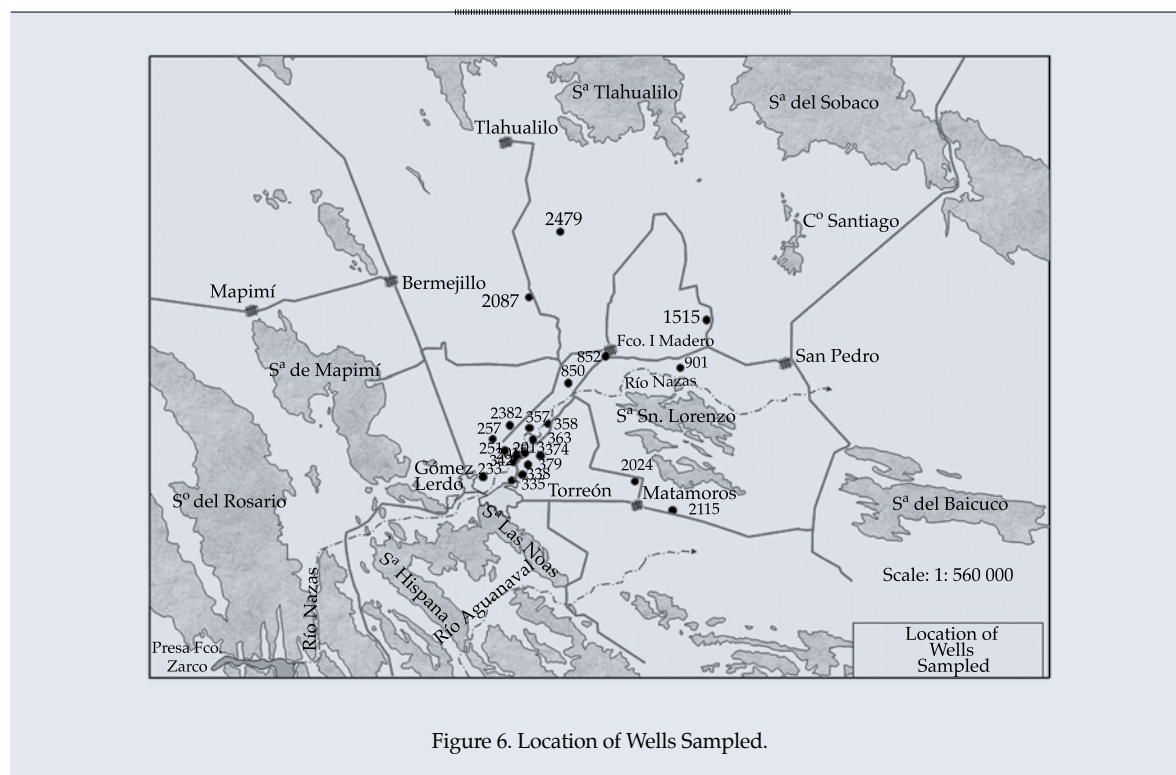 Sª Tlahualilo
Sª del Sobaco
Tlahualilo
2479
Cº Santiago
Bermejillo
Mapimí
2087
1515
Fco. I Madero
852
San Pedro
901
850
Sª de Mapimí
Río Nazas
Sª Sn. Lorenzo
2382
357
358
257
363
251
374
379
2024
Gómez
233
338
Lerdo
335
Torreón
Matamoros
Sº del Rosario
2115
Sª del Baicuco
Sª Las Noas
Sª Hispana
Río Aguanaval
Río Nazas
Scale: 1: 560 000
Presa Fco.
Zarco
Location of
Wells
Sampled
Figure 6. Location of Wells Sampled.